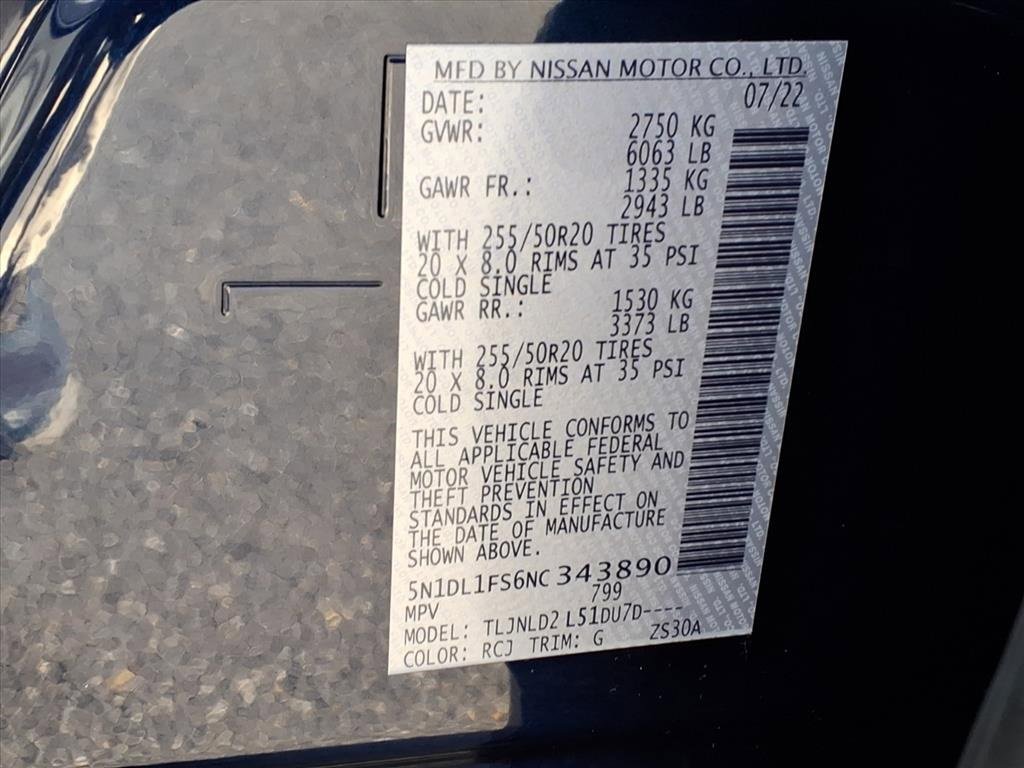 MFD BY NISSAN MOTOR CO., LTD.
DATE: 07/22
GVWR: 2750 KG
6063 LB
GAWR FR.: 1335 KG
2943 LB
WITH 255/50R20 TIRES
20 X 8.0 RIMS AT 35 PSI
COLD SINGLE
GAWR RR.: 1530 KG
3373 LB
WITH 255/50R20 TIRES
20 X 8.0 RIMS AT 35 PSI
COLD SINGLE
THIS VEHICLE CONFORMS TO
ALL APPLICABLE FEDERAL
MOTOR VEHICLE SAFETY AND
THEFT PREVENTION
STANDARDS IN EFFECT ON
THE DATE OF MANUFACTURE
SHOWN ABOVE.
5N1DL1FS6NC 343890
MPV 799
MODEL: TLJNLD2 L51DU7D----
COLOR: RCJ TRIM: G ZS30A